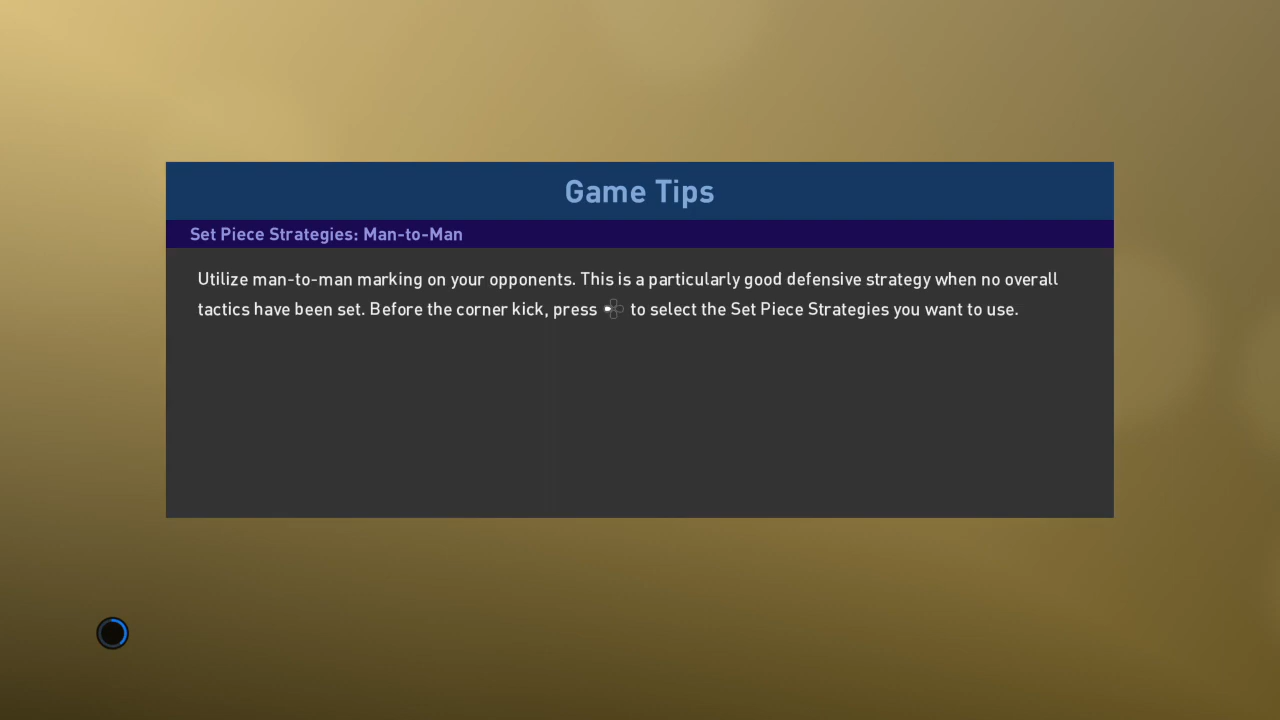 Game Tips
Set Piece Strategies: Man-to-Man
Utilize man-to-man marking on your opponents. This is a particularly good defensive strategy when no overall
tactics have been set. Before the corner kick, press to select the Set Piece Strategies you want to use.